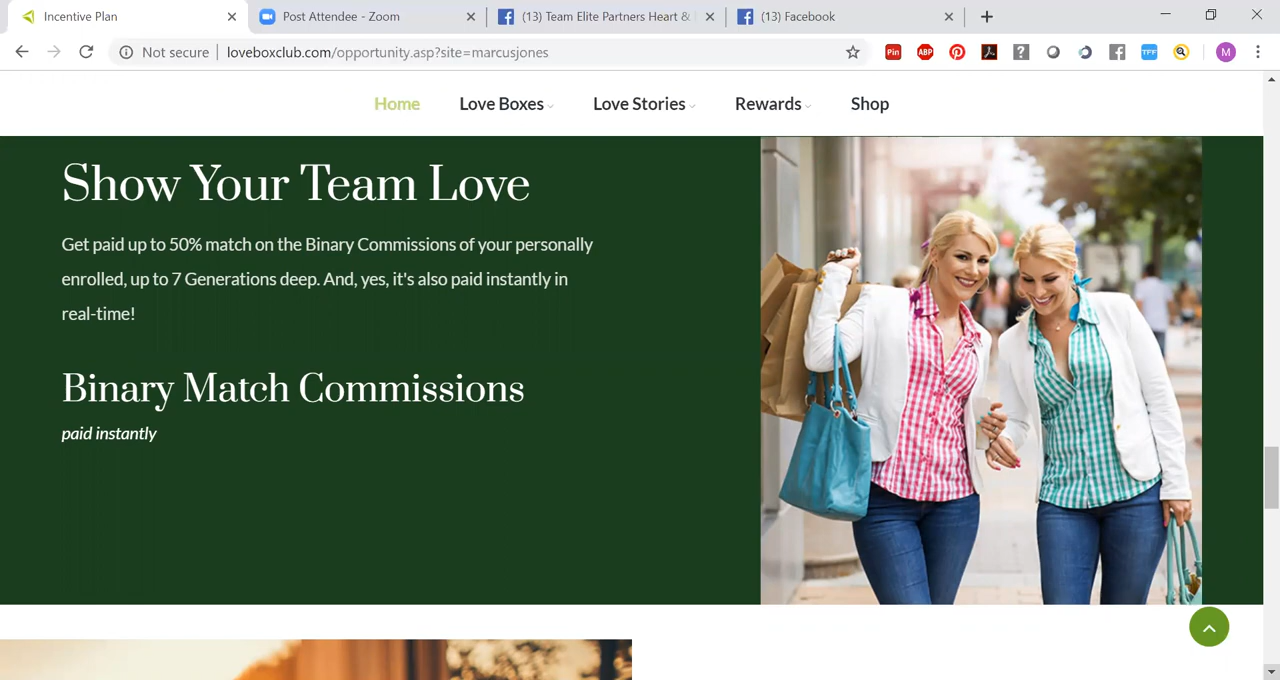 Incentive Plan
Post Attendee - Zoom
(13) Team Elite Partners Heart &
(13) Facebook
Not secure
loveboxclub.com/opportunity.asp?site=marcusjones
Pin
ABP
?
TFF
M
Home
Love Boxes
Love Stories
Rewards
Shop
Show Your Team Love
Get paid up to 50% match on the Binary Commissions of your personally
enrolled, up to 7 Generations deep. And, yes, it's also paid instantly in
real-time!
Binary Match Commissions
paid instantly